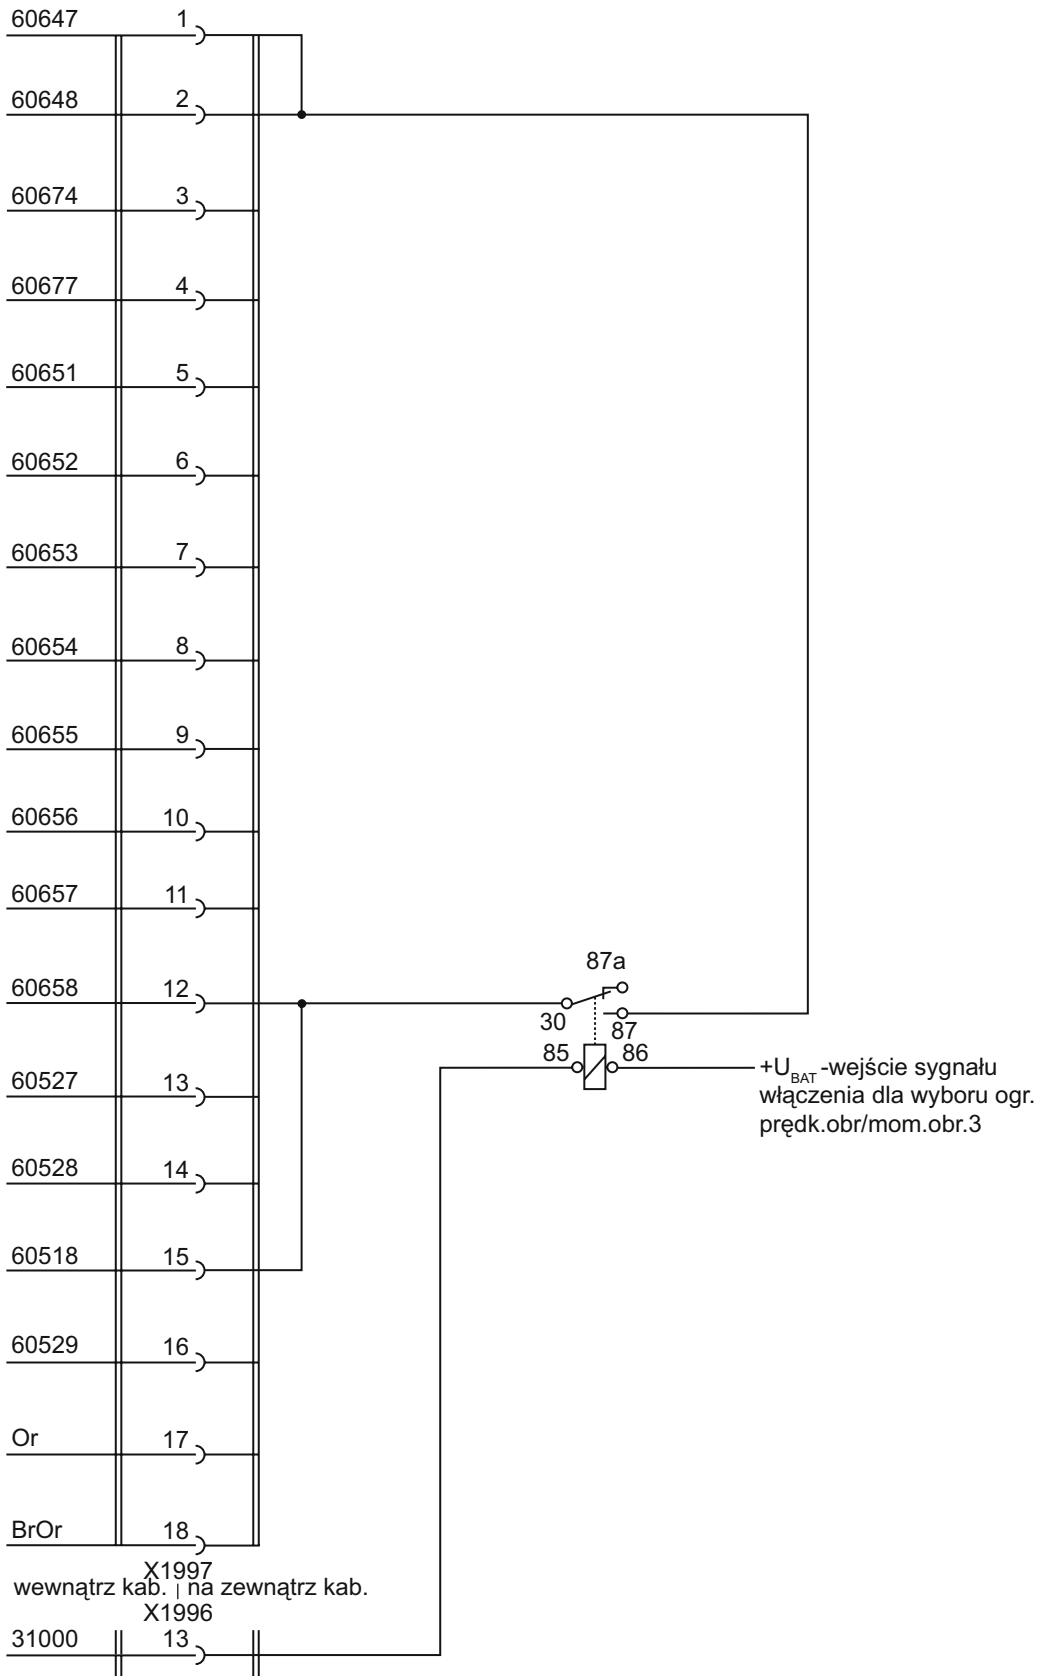 60647 1
60648 2
60674 3
60677 4
60651 5
60652 6
60653 7
60654 8
60655 9
60656 10
60657 11
87a
60658 12
30
87
85 86
+U BAT -wejście sygnału
włączenia dla wyboru ogr.
prędk.obr/mom.obr.3
60527 13
60528 14
60518 15
60529 16
Or 17
BrOr 18
X1997
wewnątrz kab. | na zewnątrz kab.
X1996
31000 13